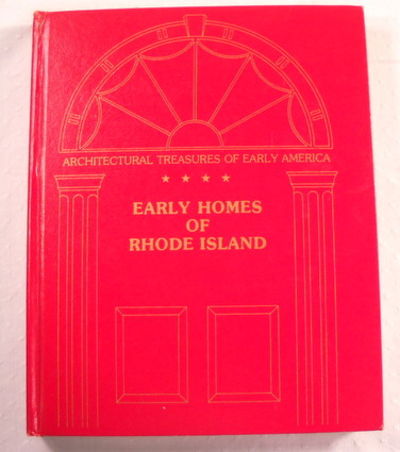 ARCHITECTURAL TREASURES OF EARLY AMERICA
★ ★ ★ ★
EARLY HOMES
OF
RHODE ISLAND